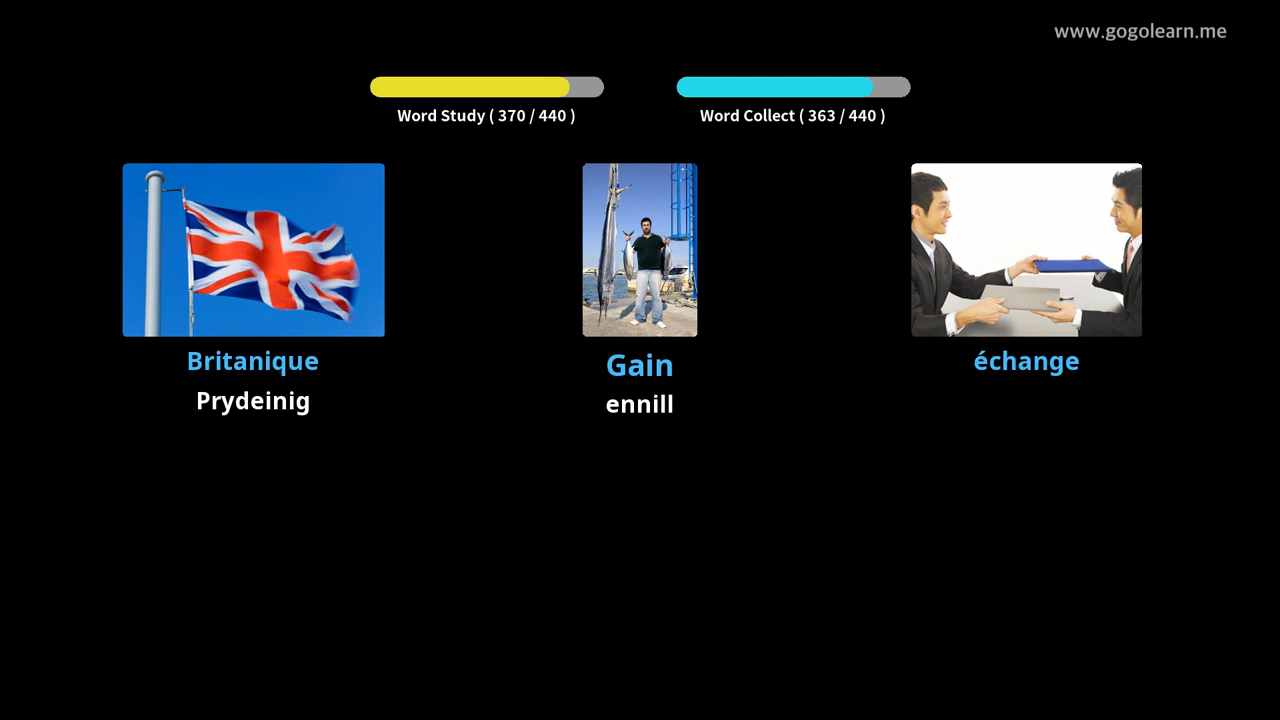 www.gogolearn.me
Word Study ( 370 / 440 )
Word Collect ( 363 / 440 )
Britanique
Prydeinig
Gain
ennill
échange